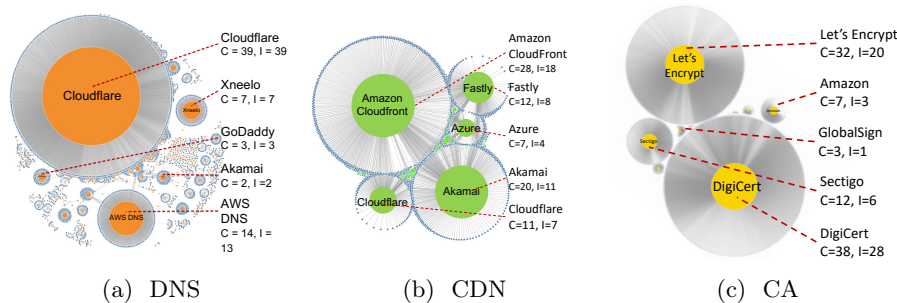 Cloudflare
C = 39, I = 39
Xneelo
C = 7, I = 7
GoDaddy
C = 3, I = 3
Akamai
C = 2, I =2
AWS
DNS
C = 14, I =
13
Cloudflare
Xneelo
AWS DNS
(a) DNS
Amazon
CloudFront
C=28, I=18
Fastly
C=12, I=8
Azure
C=7, I=4
Akamai
C=20, I=11
Cloudflare
C=11, I=7
Amazon
Cloudfront
Fastly
Azure
Akamai
Cloudflare
(b) CDN
Let's Encrypt
C=32, I=20
Amazon
C=7, I=3
GlobalSign
C=3, I=1
Sectigo
C=12, I=6
DigiCert
C=38, I=28
Let's
Encrypt
Sectigo
DigiCert
(c) CA